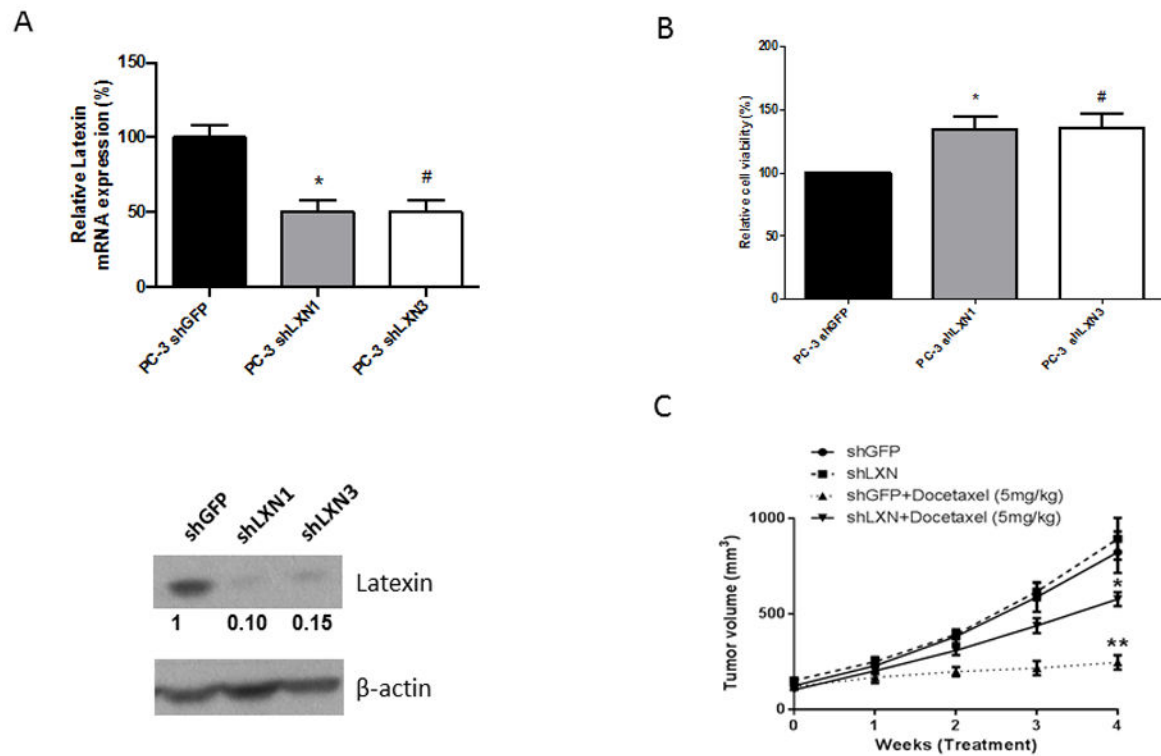 A
Relative Latexin
mRNA expression (%)
150
100
50
0
*
#
PC-3 shGFP
PC-3 shLXN1
PC-3 shLXN3
shGFP
shLXN1
shLXN3
Latexin
1 0.10 0.15
β-actin
B
Relative cell viability (%)
200
150
100
50
0
*
#
PC-3 shGFP
PC-3 shLXN1
PC-3 shLXN3
C
shGFP
shLXN
shGFP+Docetaxel (5mg/kg)
shLXN+Docetaxel (5mg/kg)
Tumor volume (mm³)
1000
500
0
*
**
0 1 2 3 4
Weeks (Treatment)